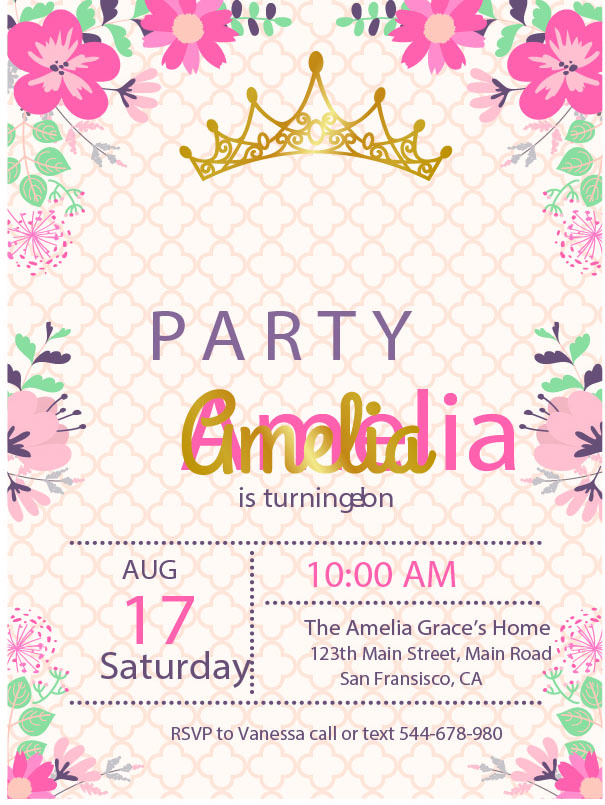 PARTY
Amelia
Amelia
is turning
AUG
17
Saturday
10:00 AM
The Amelia Grace's Home
123th Main Street, Main Road
San Fransisco, CA
RSVP to Vanessa call or text 544-678-980